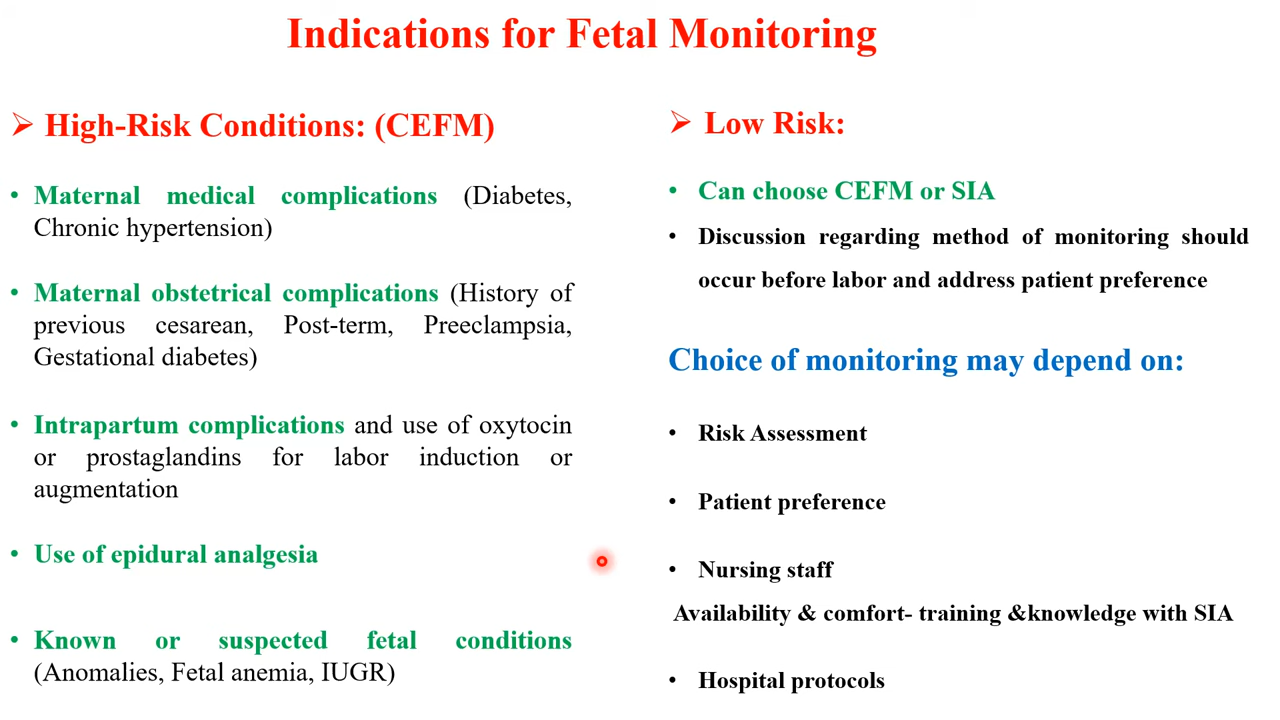 Indications for Fetal Monitoring
➢ High-Risk Conditions: (CEFM)
• Maternal medical complications (Diabetes,
Chronic hypertension)
• Maternal obstetrical complications (History of
previous cesarean, Post-term, Preeclampsia,
Gestational diabetes)
• Intrapartum complications and use of oxytocin
or prostaglandins for labor induction or
augmentation
• Use of epidural analgesia
• Known or suspected fetal conditions
(Anomalies, Fetal anemia, IUGR)
➢ Low Risk:
• Can choose CEFM or SIA
• Discussion regarding method of monitoring should
occur before labor and address patient preference
Choice of monitoring may depend on:
• Risk Assessment
• Patient preference
• Nursing staff
Availability & comfort- training &knowledge with SIA
• Hospital protocols